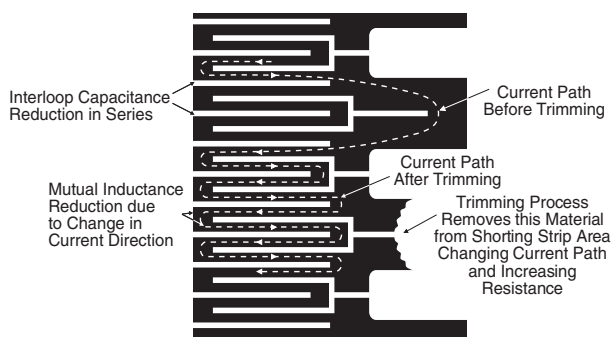 Interloop Capacitance
Reduction in Series
Current Path
Before Trimming
Current Path
After Trimming
Mutual Inductance
Reduction due
to Change in
Current Direction
Trimming Process
Removes this Material
from Shorting Strip Area
Changing Current Path
and Increasing
Resistance